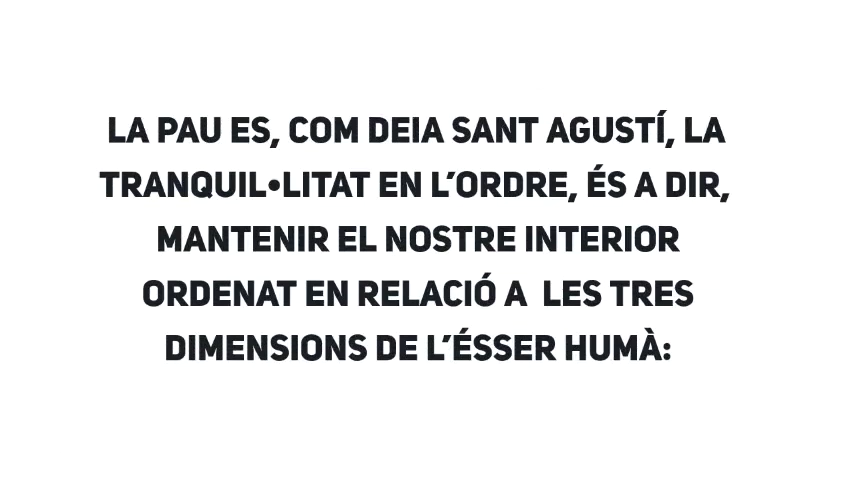 LA PAU ES, COM DEIA SANT AGUSTÍ, LA
TRANQUIL•LITAT EN L’ORDRE, ÉS A DIR,
MANTENIR EL NOSTRE INTERIOR
ORDENAT EN RELACIÓ A  LES TRES
DIMENSIONS DE L’ÉSSER HUMÀ: